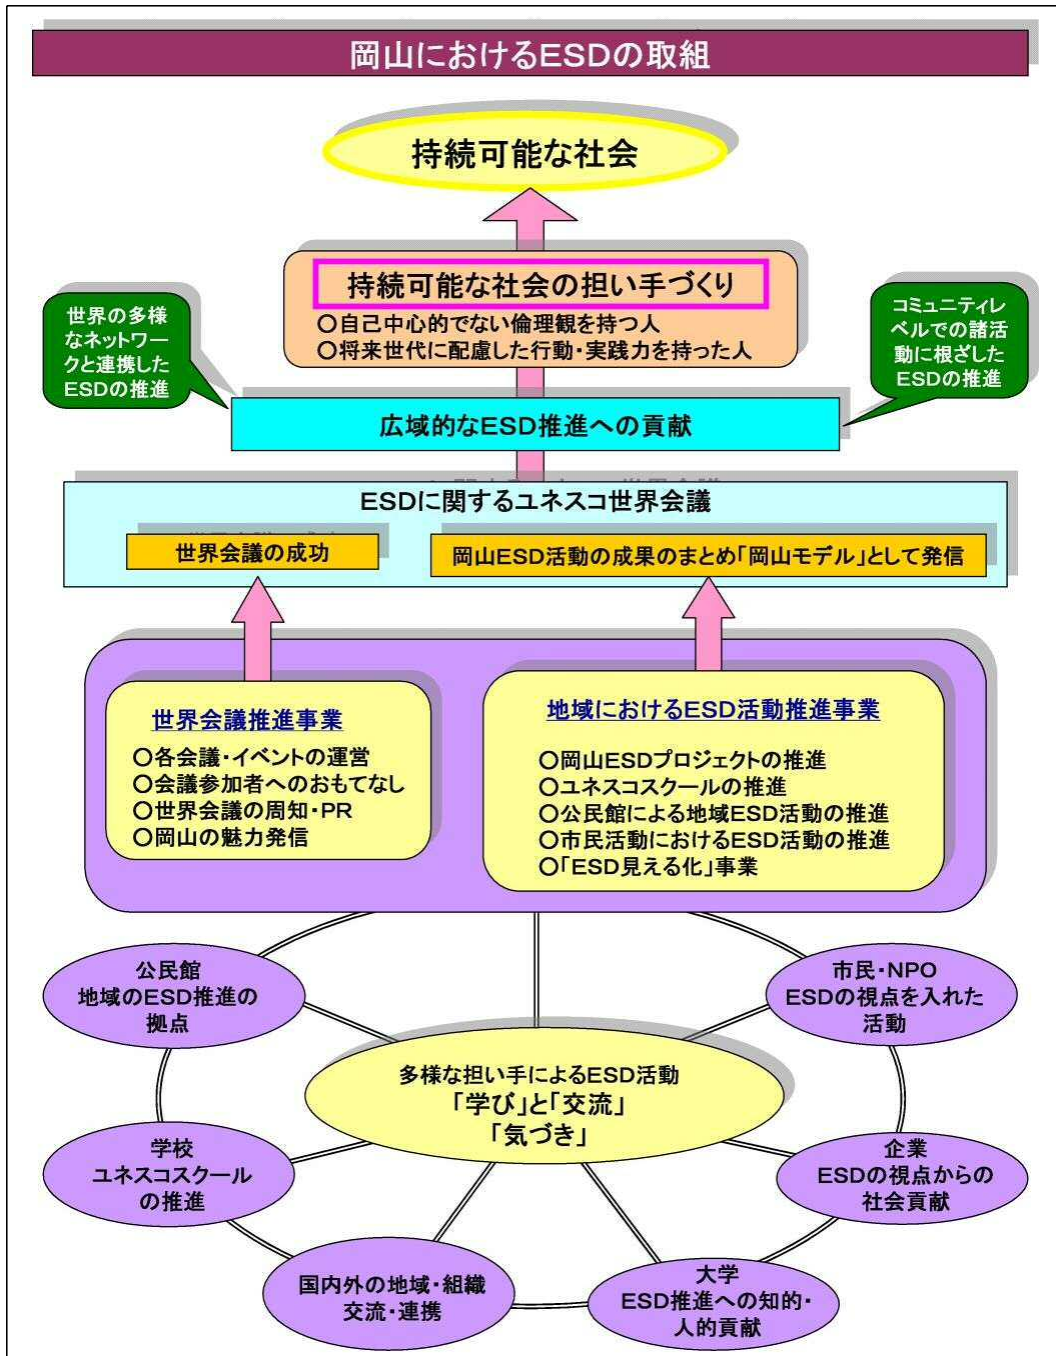 岡山におけるESDの取組
持続可能な社会
持続可能な社会の担い手づくり
○自己中心的でない倫理観を持つ人
○将来世代に配慮した行動・実践力を持った人
世界の多様
なネットワー
クと連携した
ESDの推進
コミュニティレ
ベルでの諸活
動に根ざした
ESDの推進
広域的なESD推進への貢献
ESDに関するユネスコ世界会議
世界会議の成功
岡山ESD活動の成果のまとめ「岡山モデル」として発信
世界会議推進事業
○各会議・イベントの運営
○会議参加者へのおもてなし
○世界会議の周知・PR
○岡山の魅力発信
地域におけるESD活動推進事業
○岡山ESDプロジェクトの推進
○ユネスコスクールの推進
○公民館による地域ESD活動の推進
○市民活動におけるESD活動の推進
○「ESD見える化」事業
公民館
地域のESD推進の
拠点
市民・NPO
ESDの視点を入れた
活動
多様な担い手によるESD活動
「学び」と「交流」
「気づき」
学校
ユネスコスクール
の推進
企業
ESDの視点からの
社会貢献
国内外の地域・組織
交流・連携
大学
ESD推進への知的・
人的貢献